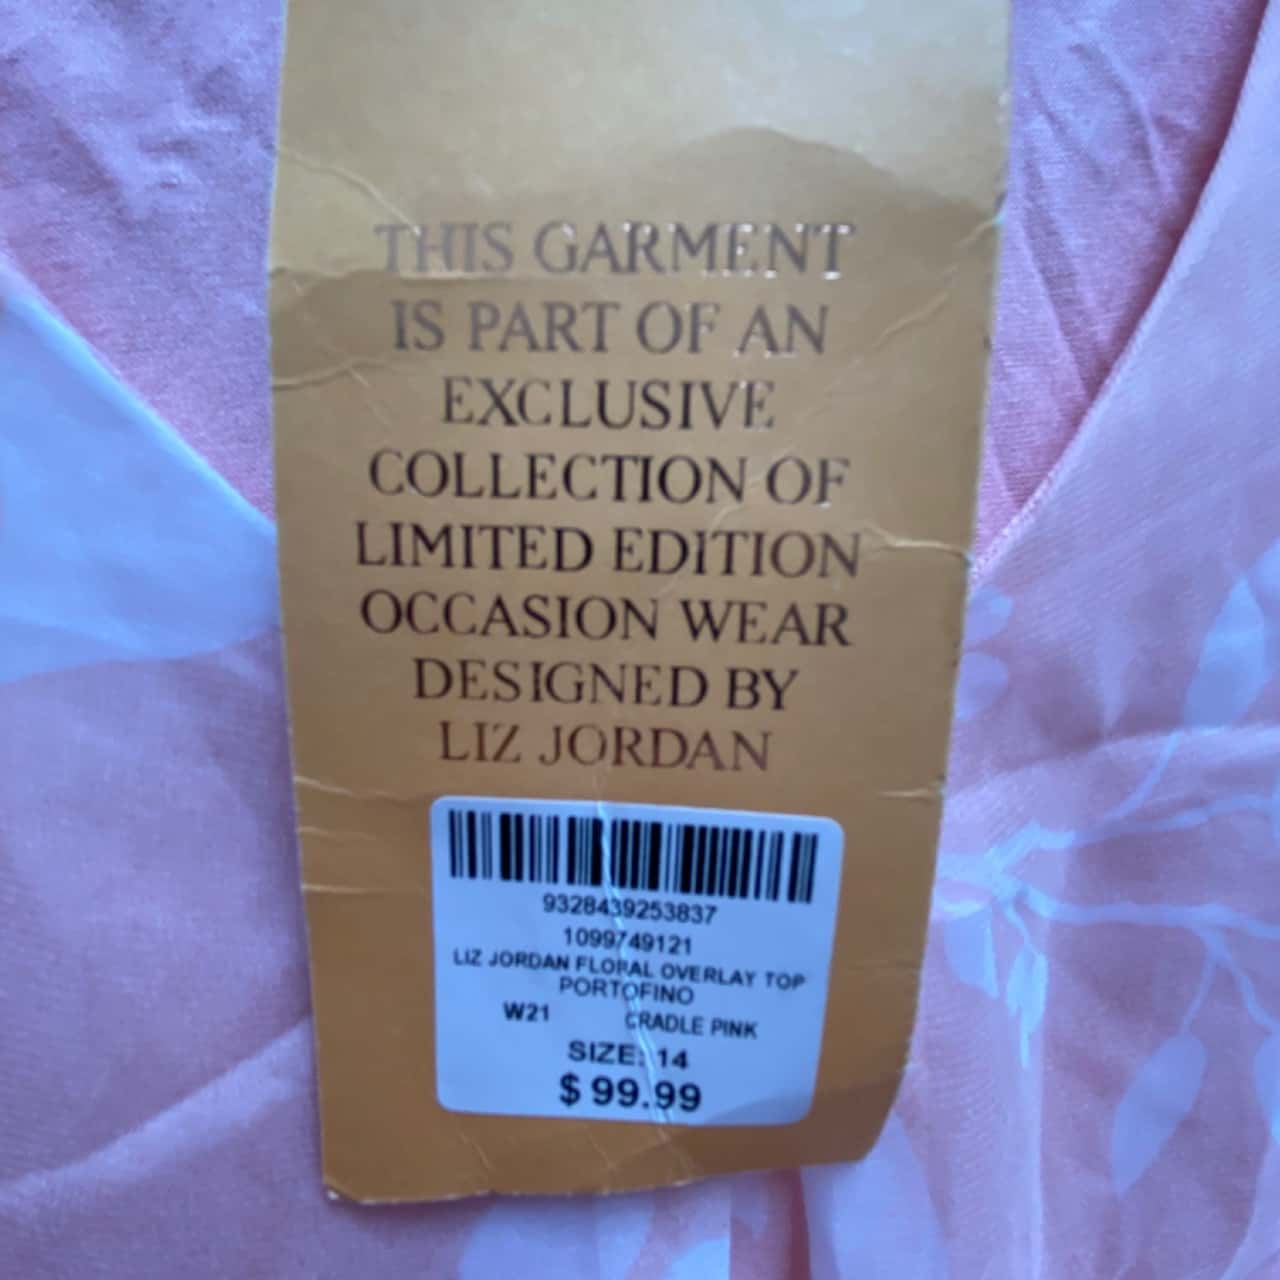 THIS GARMENT
IS PART OF AN
EXCLUSIVE
COLLECTION OF
LIMITED EDITION
OCCASION WEAR
DESIGNED BY
LIZ JORDAN
9328439253837
1099749121
LIZ JORDAN FLORAL OVERLAY TOP
PORTOFINO
W21 CRADLE PINK
SIZE: 14
$99.99